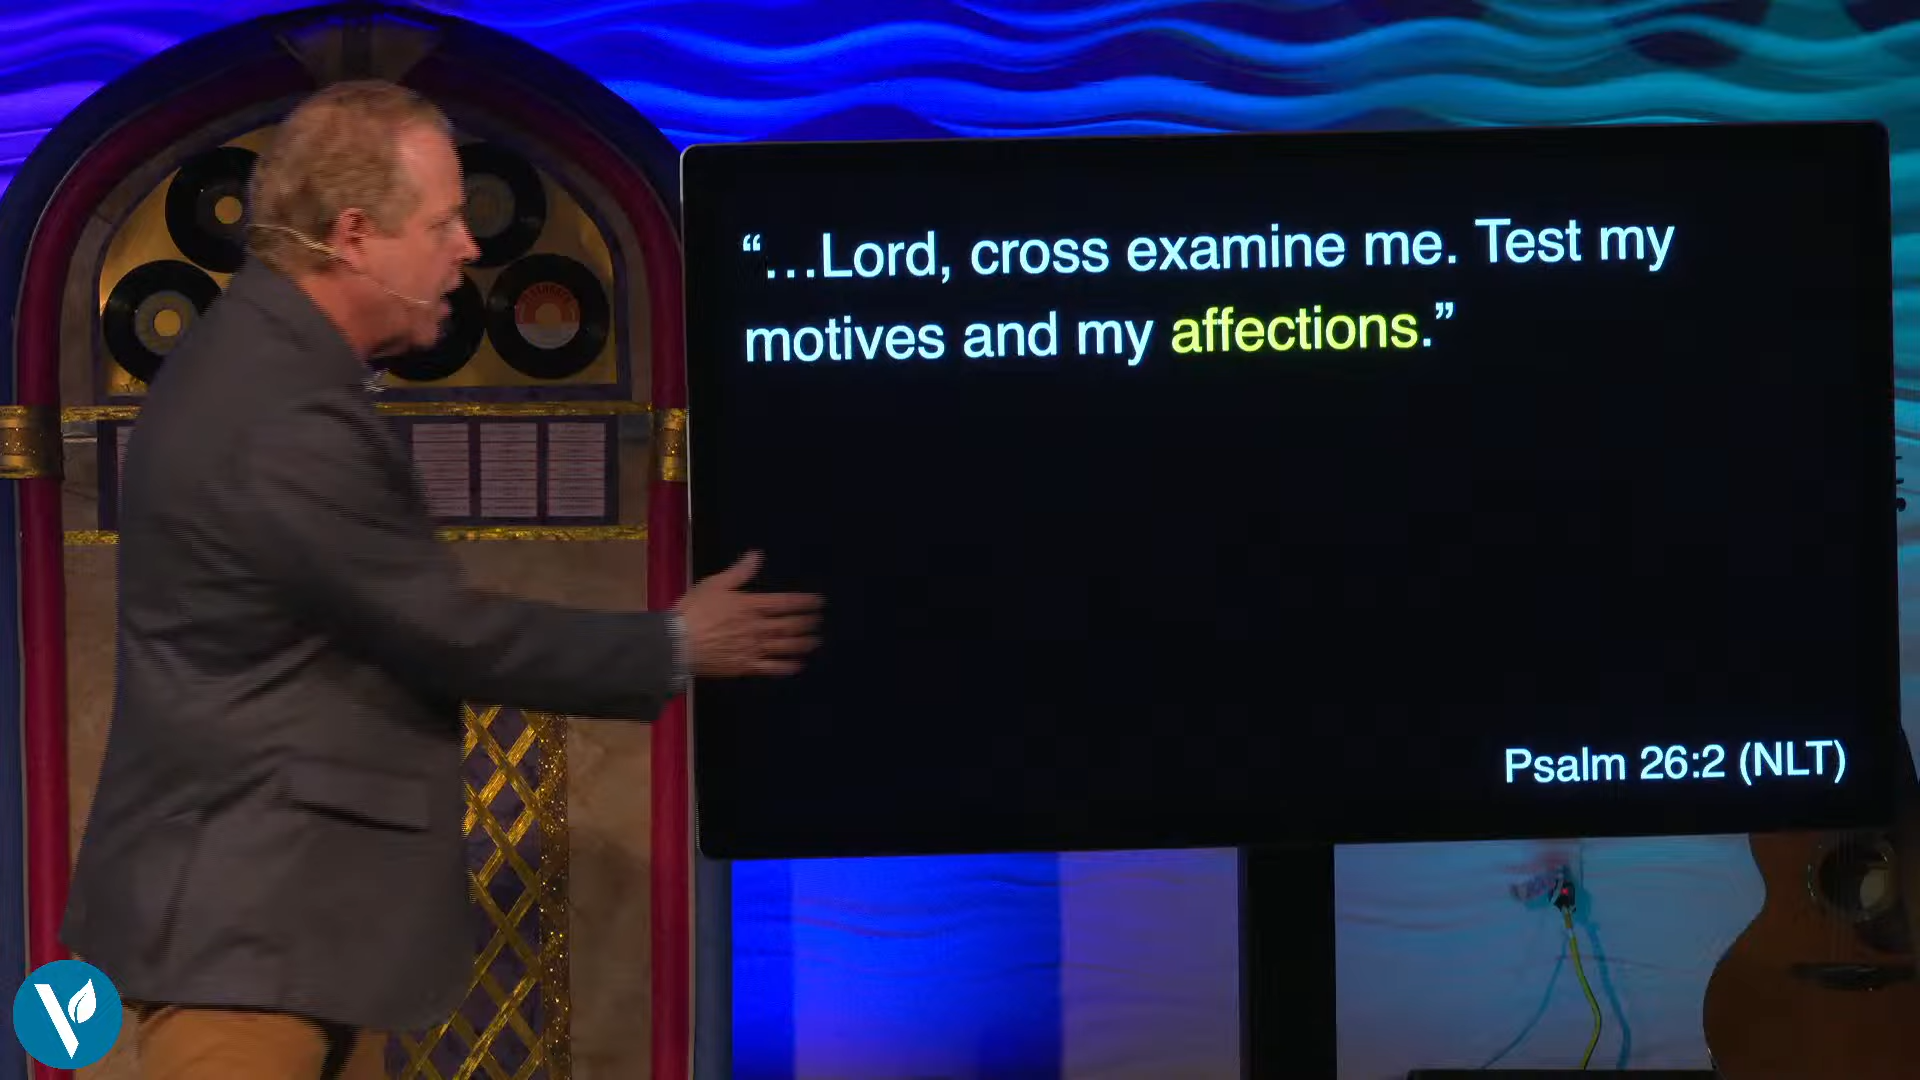 “...Lord, cross examine me. Test my
motives and my affections.”
Psalm 26:2 (NLT)